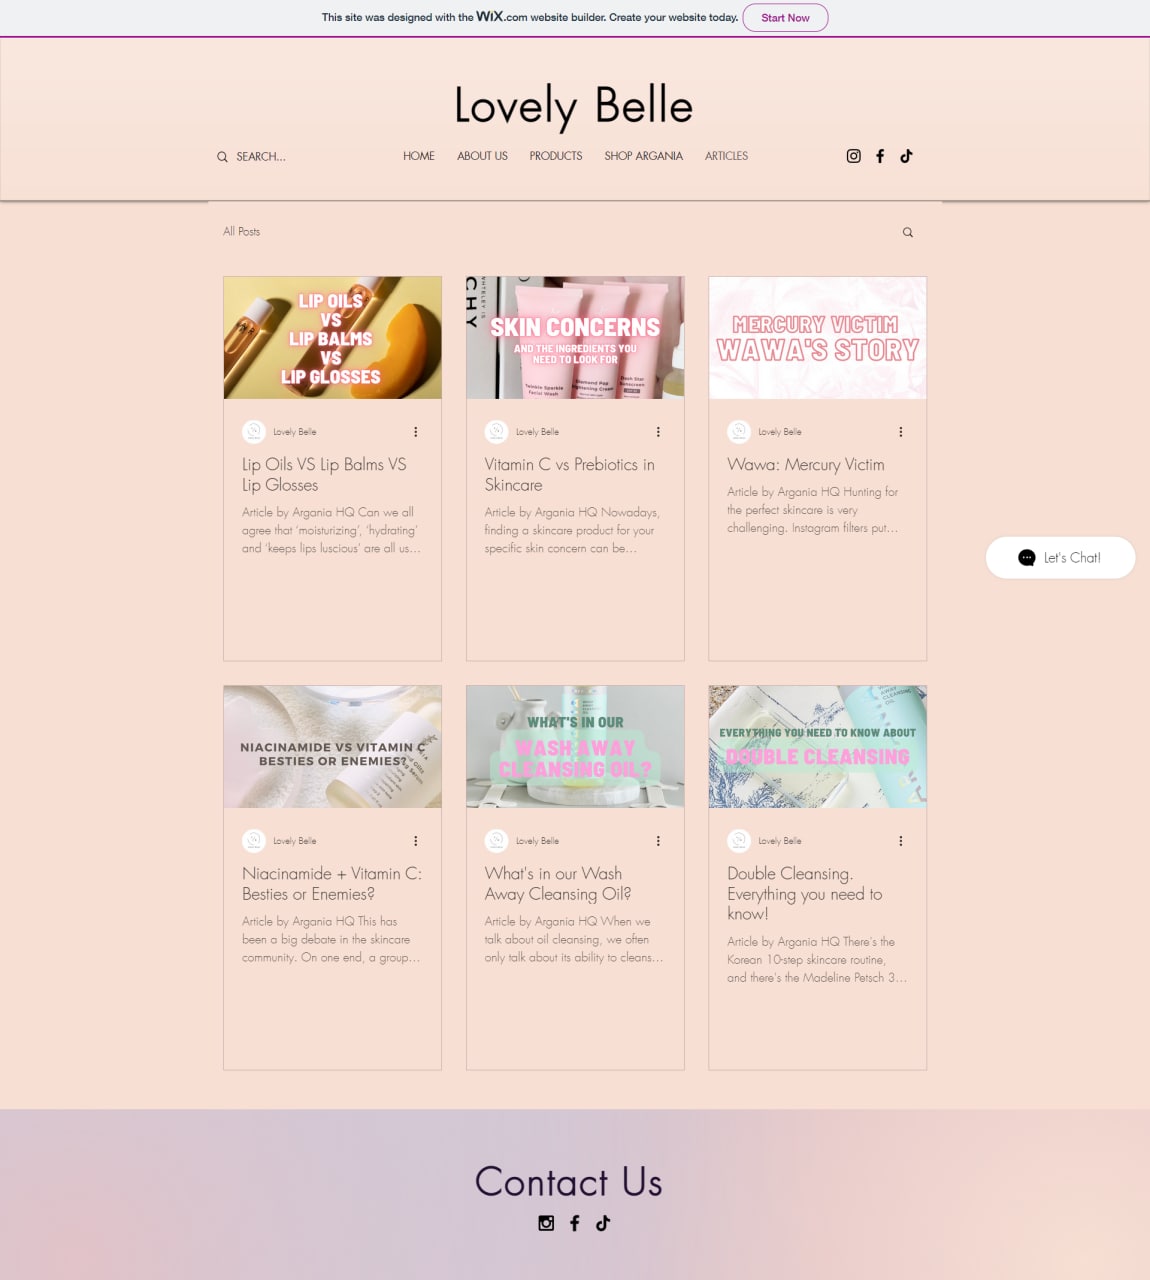 This site was designed with the WiX.com website builder. Create your website today. Start Now
Lovely Belle
SEARCH...
HOME ABOUT US PRODUCTS SHOP ARGANIA ARTICLES
All Posts
LIP OILS
VS
LIP BALMS
VS
LIP GLOSSES
SKIN CONCERNS
AND THE INGREDIENTS YOU
NEED TO LOOK FOR
Twinkle Sparkle
Facial Wash
MERCURY VICTIM
WAWA'S STORY
Lovely Belle
Lip Oils VS Lip Balms VS
Lip Glosses
Article by Argania HQ Can we all
agree that ‘moisturizing’, ‘hydrating’
and ‘keeps lips luscious’ are all us...
Lovely Belle
Vitamin C vs Prebiotics in
Skincare
Article by Argania HQ Nowadays,
finding a skincare product for your
specific skin concern can be...
Lovely Belle
Wawa: Mercury Victim
Article by Argania HQ Hunting for
the perfect skincare is very
challenging. Instagram filters put...
Let's Chat!
NIACINAMIDE VS VITAMIN C
BESTIES OR ENEMIES?
WHAT'S IN OUR
WASH AWAY
CLEANSING OIL?
EVERYTHING YOU NEED TO KNOW ABOUT
DOUBLE CLEANSING
Lovely Belle
Niacinamide + Vitamin C:
Besties or Enemies?
Article by Argania HQ This has
been a big debate in the skincare
community. On one end, a group...
Lovely Belle
What's in our Wash
Away Cleansing Oil?
Article by Argania HQ When we
talk about oil cleansing, we often
only talk about its ability to cleans...
Lovely Belle
Double Cleansing.
Everything you need to
know!
Article by Argania HQ There's the
Korean 10-step skincare routine,
and there's the Madeline Petsch 3...
Contact Us